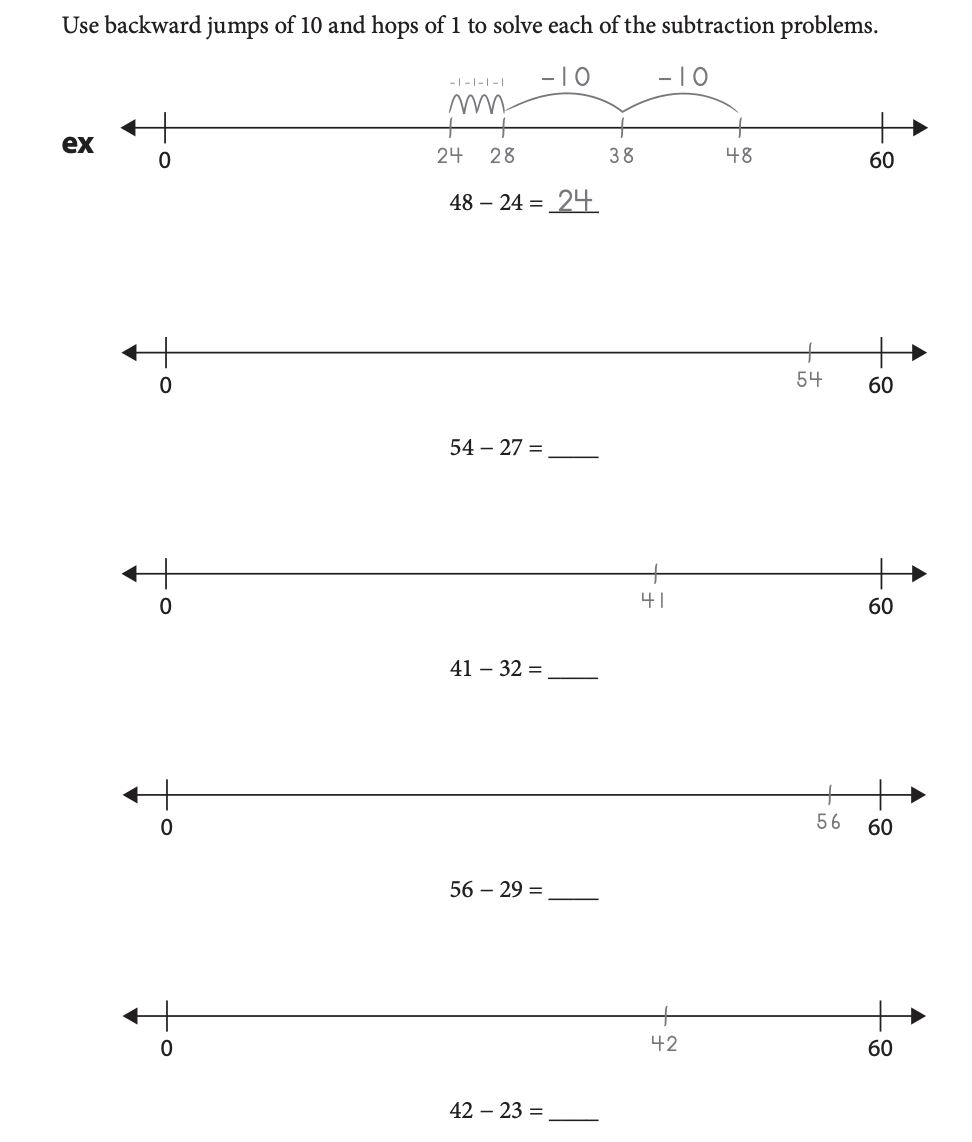 Use backward jumps of 10 and hops of 1 to solve each of the subtraction problems.
-1-1-1-1 -10 -10
ex
0 24 28 38 48 60
48 – 24 = 24
0 54 60
54 – 27 = ____
0 41 60
41 – 32 = ____
0 56 60
56 – 29 = ____
0 42 60
42 – 23 = ____